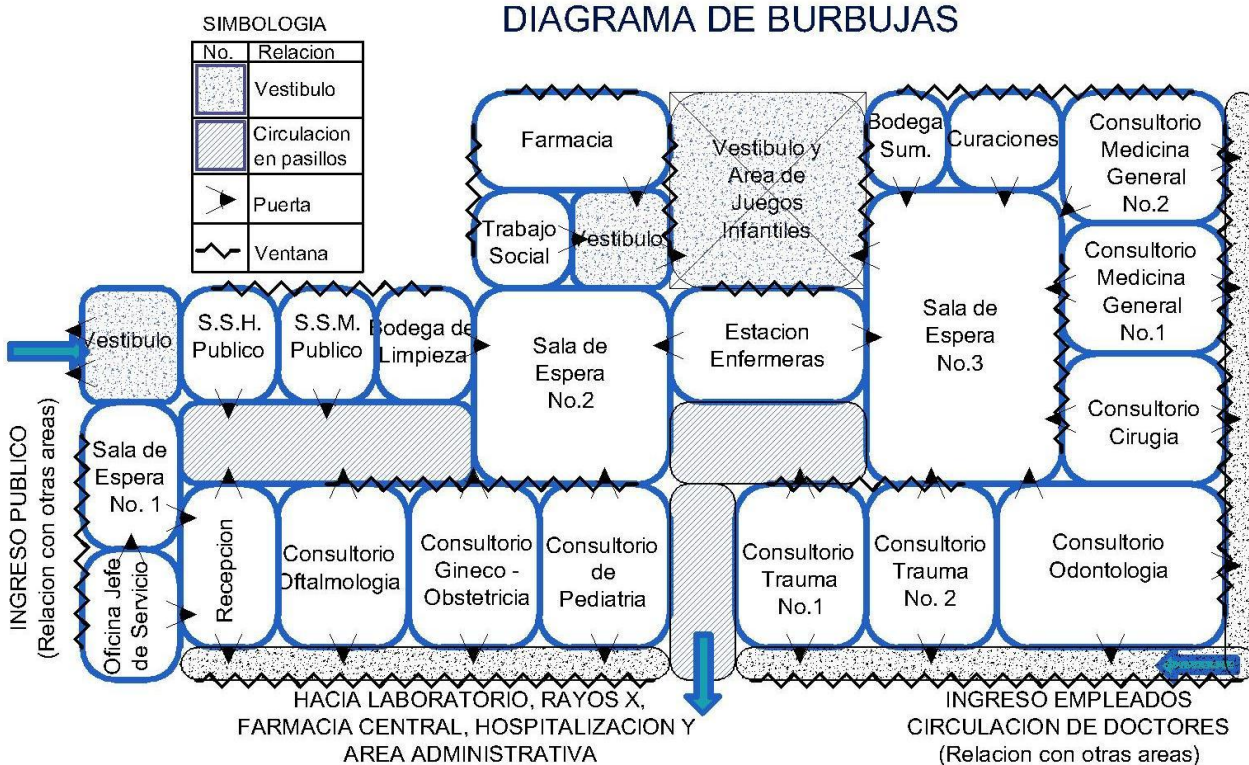 DIAGRAMA DE BURBUJAS
SIMBOLOGIA
No. Relacion
Vestibulo
Circulacion
en pasillos
Puerta
Ventana
Farmacia
Vestibulo y
Area de
Juegos
Infantiles
Bodega
Sum.
Curaciones
Consultorio
Medicina
General
No.2
Trabajo
Social
Vestibulo
Consultorio
Medicina
General
No.1
Vestibulo
S.S.H.
Publico
S.S.M.
Publico
Bodega de
Limpieza
Sala de
Espera
No.2
Estacion
Enfermeras
Sala de
Espera
No.3
Consultorio
Cirugia
INGRESO PUBLICO
(Relacion con otras areas)
Sala de
Espera
No. 1
Oficina Jefe
de Servicio
Recepcion
Consultorio
Oftalmologia
Consultorio
Gineco -
Obstetricia
Consultorio
de
Pediatria
Consultorio
Trauma
No.1
Consultorio
Trauma
No. 2
Consultorio
Odontologia
HACIA LABORATORIO, RAYOS X,
FARMACIA CENTRAL, HOSPITALIZACION Y
AREA ADMINISTRATIVA
INGRESO EMPLEADOS
CIRCULACION DE DOCTORES
(Relacion con otras areas)